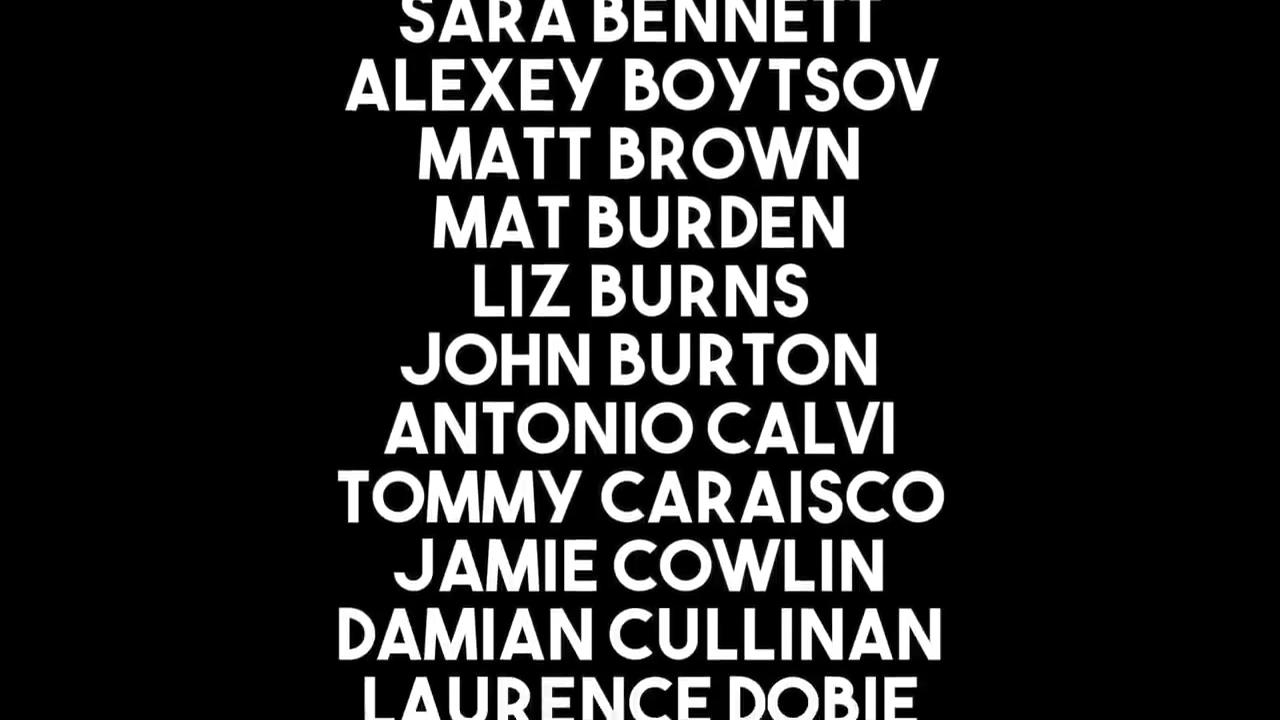 SARA BENNETT
ALEXEY BOYTSOV
MATT BROWN
MAT BURDEN
LIZ BURNS
JOHN BURTON
ANTONIO CALVI
TOMMY CARAISCO
JAMIE COWLIN
DAMIAN CULLINAN
LAURENCE DOBIE